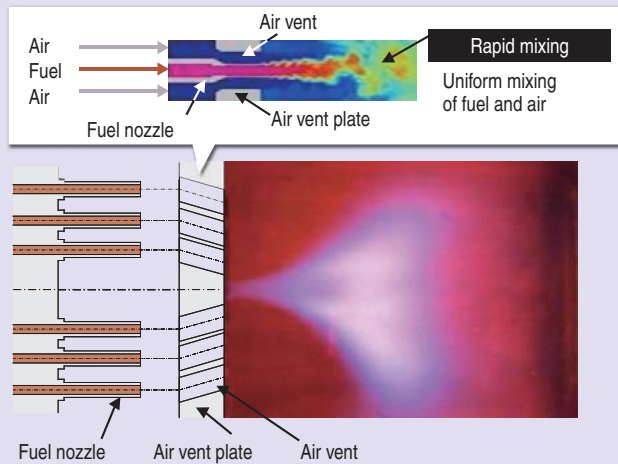 Air vent
Air
Fuel
Air
Rapid mixing
Uniform mixing
of fuel and air
Fuel nozzle
Air vent plate
Fuel nozzle
Air vent plate
Air vent